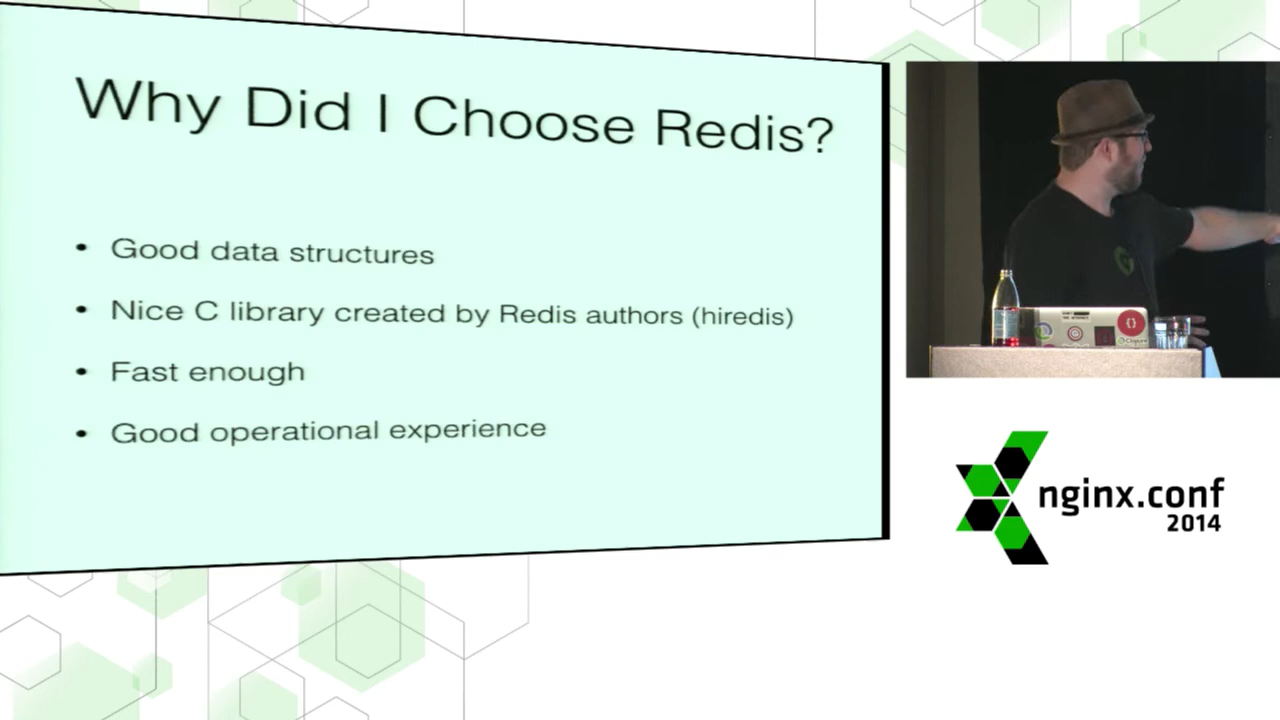 Why Did I Choose Redis?
• Good data structures
• Nice C library created by Redis authors (hiredis)
• Fast enough
• Good operational experience
{}
nginx.conf
2014